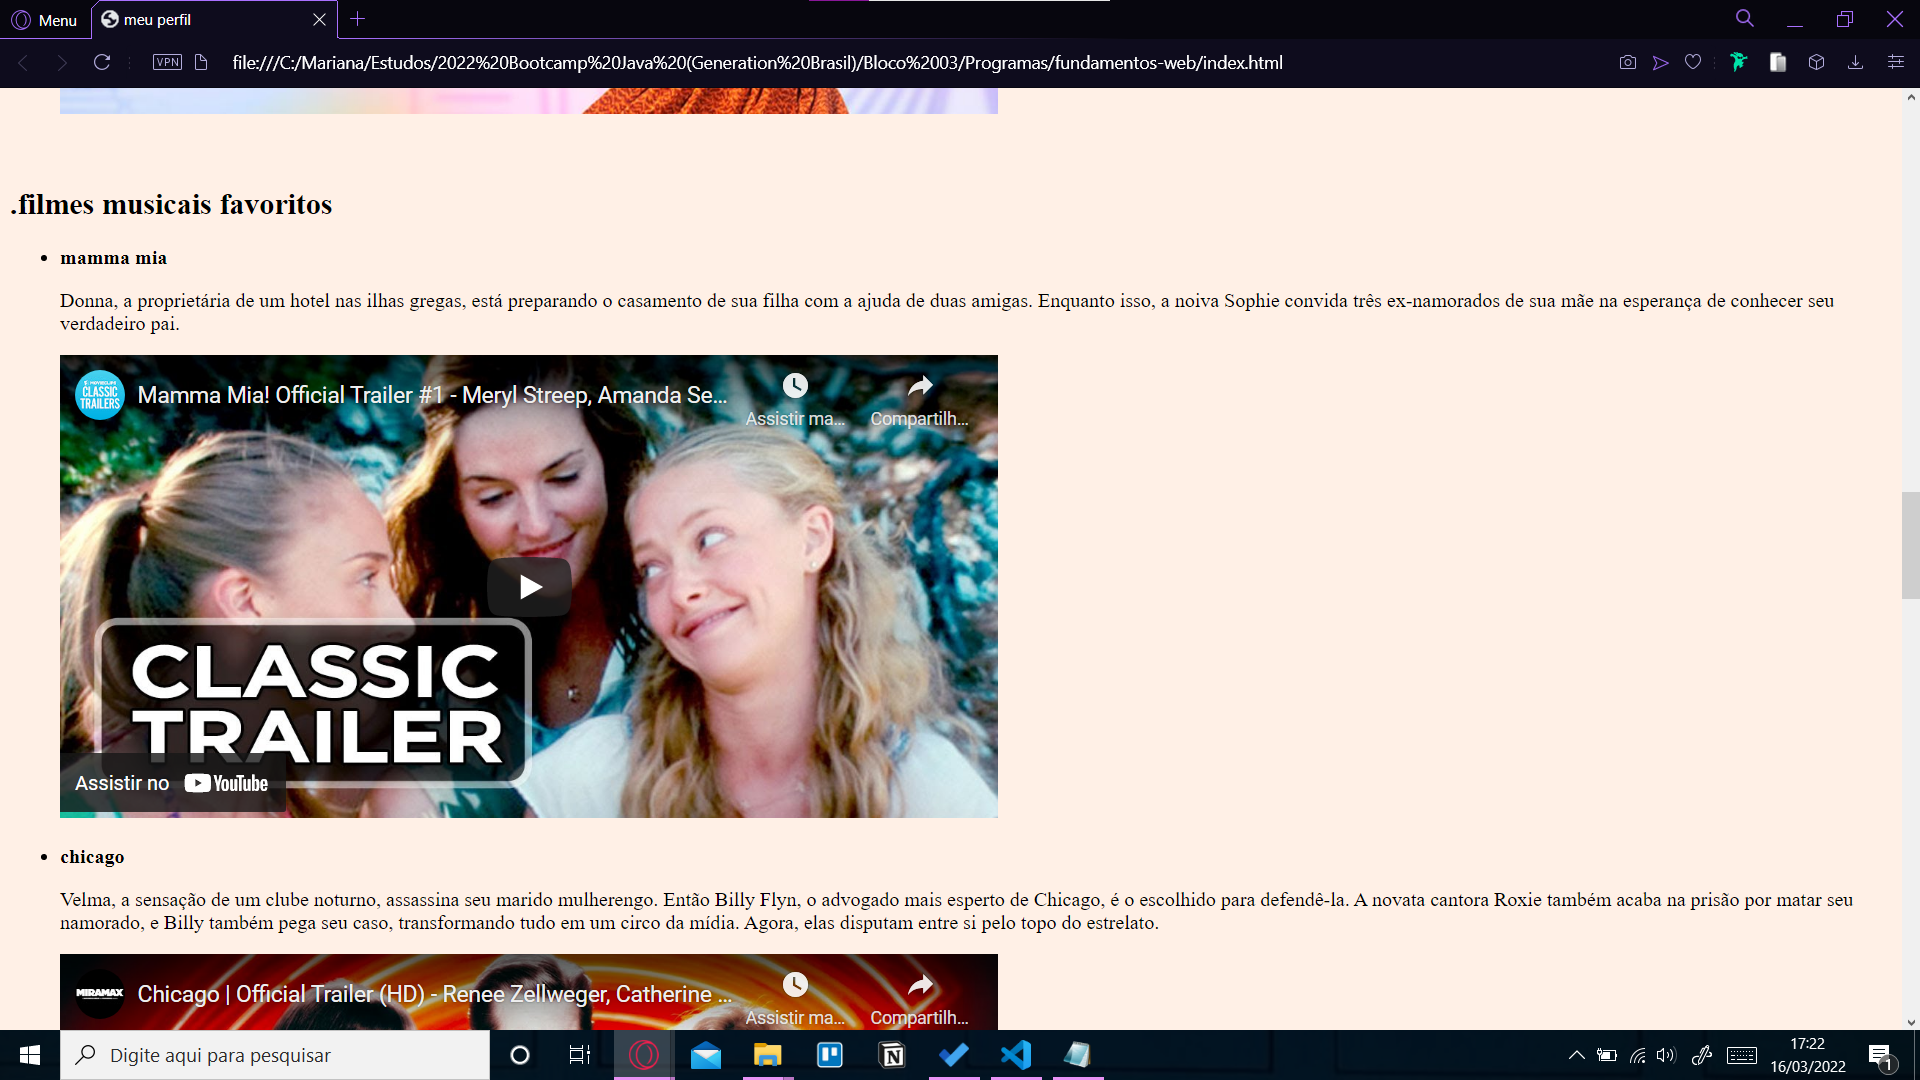 Menu
meu perfil
VPN
file:///C:/Mariana/Estudos/2022%20Bootcamp%20Java%20(Generation%20Brasil)/Bloco%2003/Programas/fundamentos-web/index.html
.filmes musicais favoritos
mamma mia
Donna, a proprietária de um hotel nas ilhas gregas, está preparando o casamento de sua filha com a ajuda de duas amigas. Enquanto isso, a noiva Sophie convida três ex-namorados de sua mãe na esperança de conhecer seu
verdadeiro pai.
CLASSIC
TRAILERS
Mamma Mia! Official Trailer #1 - Meryl Streep, Amanda Se...
Assistir ma...
Compartilh...
CLASSIC
TRAILER
Assistir no YouTube
chicago
Velma, a sensação de um clube noturno, assassina seu marido mulherengo. Então Billy Flyn, o advogado mais esperto de Chicago, é o escolhido para defendê-la. A novata cantora Roxie também acaba na prisão por matar seu
namorado, e Billy também pega seu caso, transformando tudo em um circo da mídia. Agora, elas disputam entre si pelo topo do estrelato.
MIRAMAX
Chicago | Official Trailer (HD) - Renee Zellweger, Catherine ...
Assistir ma...
Compartilh...
Digite aqui para pesquisar
17:22
16/03/2022
1